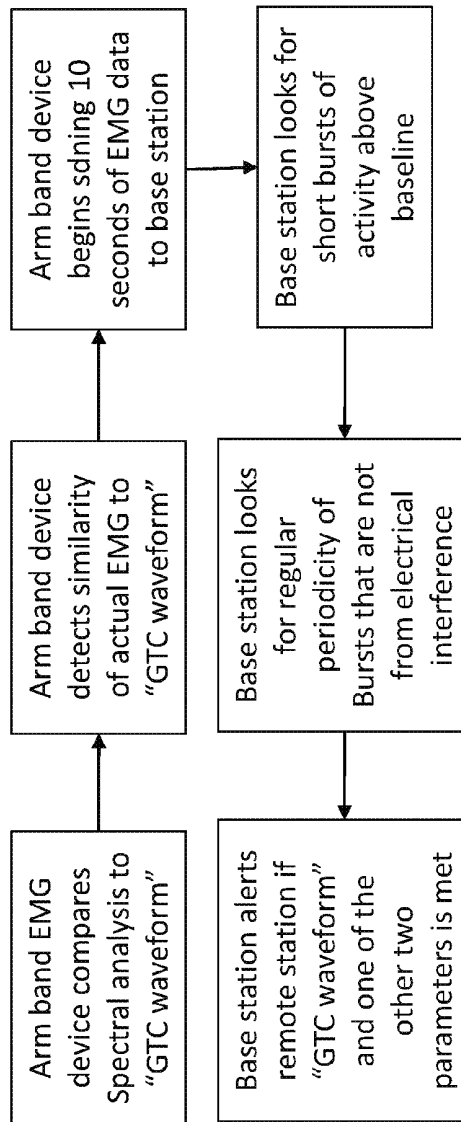 Arm band EMG
device compares
Spectral analysis to
“GTC waveform”
Arm band device
detects similarity
of actual EMG to
“GTC waveform”
Arm band device
begins sdning 10
seconds of EMG data
to base station
Base station looks for
short bursts of
activity above
baseline
Base station looks
for regular
periodicity of
Bursts that are not
from electrical
interference
Base station alerts
remote station if
“GTC waveform”
and one of the
other two
parameters is met